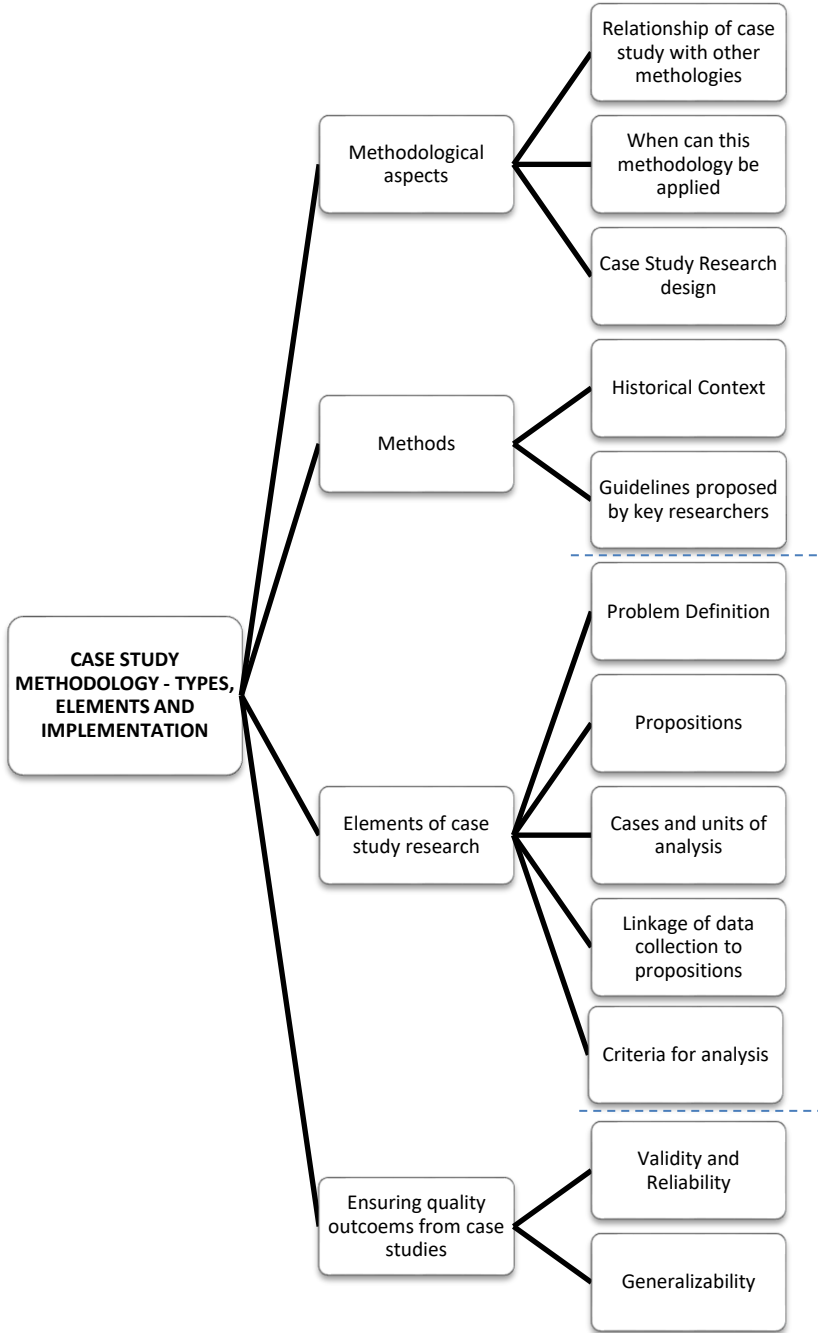 Relationship of case
study with other
methologies
Methodological
aspects
When can this
methodology be
applied
Case Study Research
design
Historical Context
Methods
Guidelines proposed
by key researchers
Problem Definition
CASE STUDY
METHODOLOGY - TYPES,
ELEMENTS AND
IMPLEMENTATION
Propositions
Elements of case
study research
Cases and units of
analysis
Linkage of data
collection to
propositions
Criteria for analysis
Validity and
Reliability
Ensuring quality
outcoems from case
studies
Generalizability